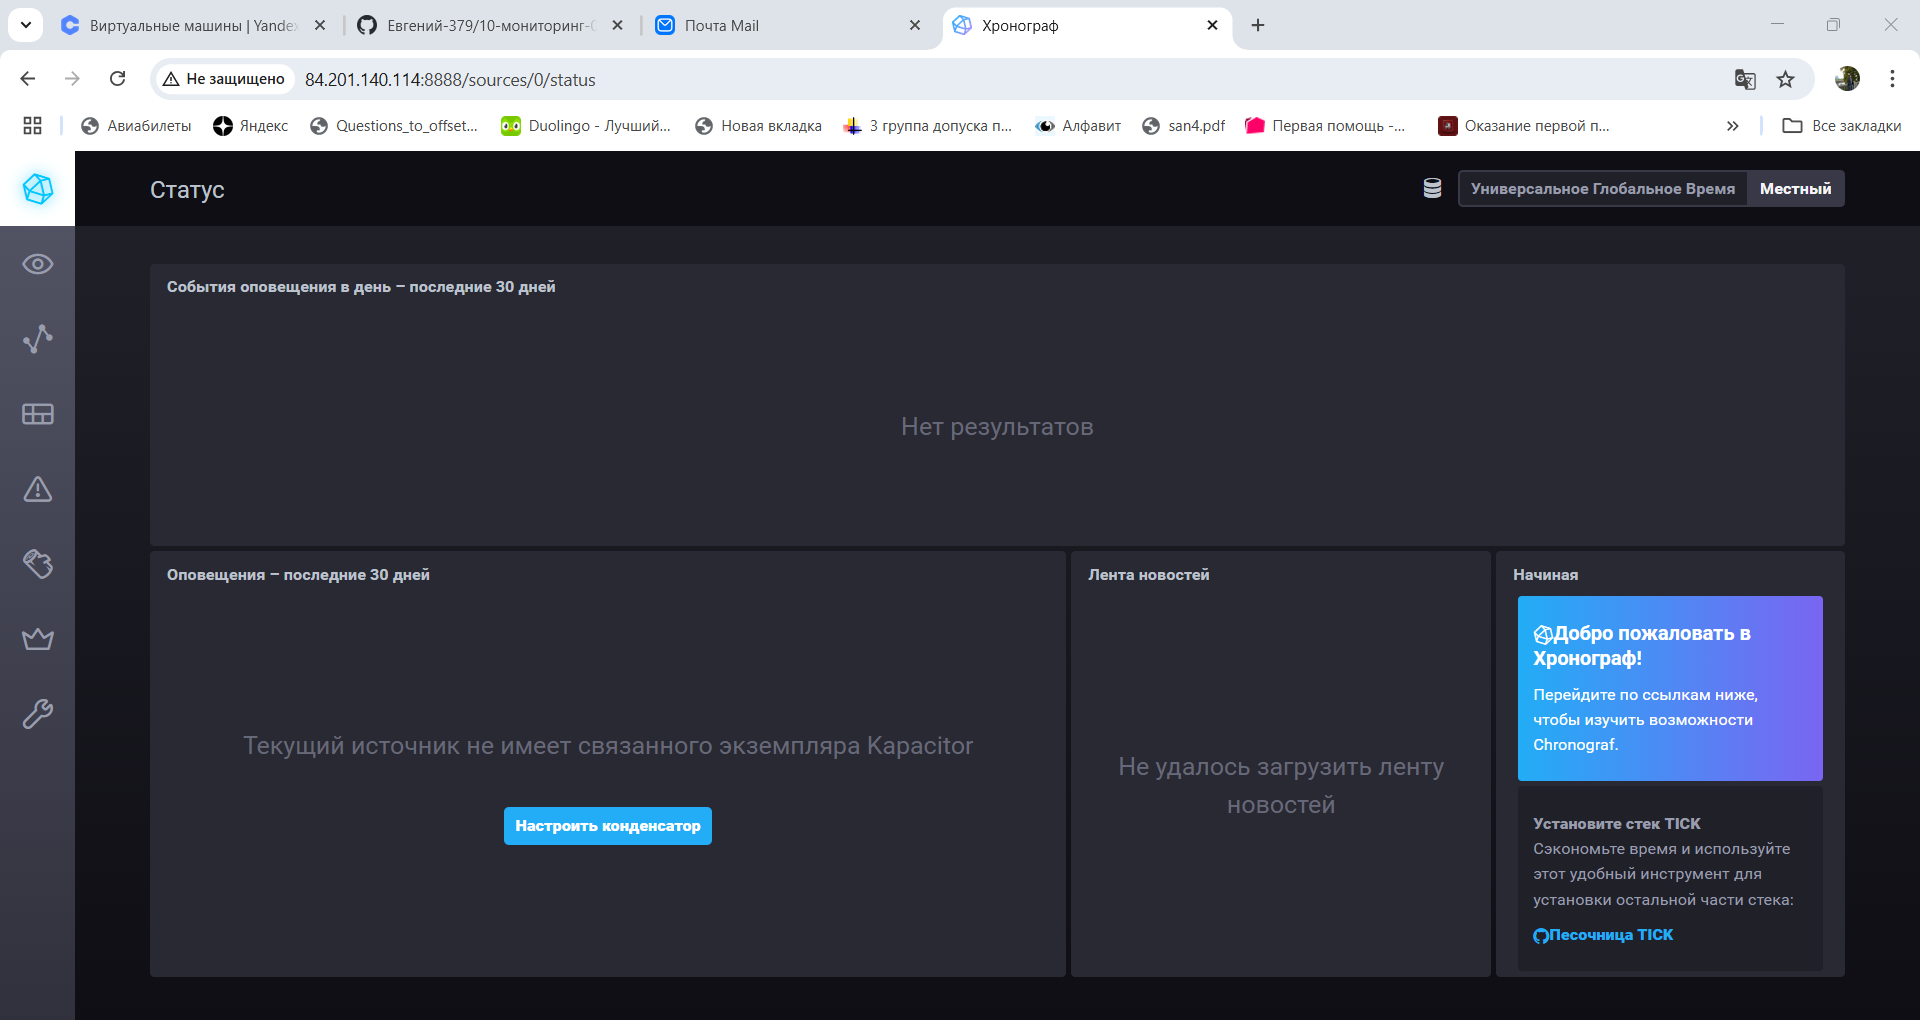 Виртуальные машины | Yande
Евгений-379/10-мониторинг-0
Почта Mail
Хронограф
Не защищено
84.201.140.114:8888/sources/0/status
Авиабилеты
Яндекс
Questions_to_offset...
Duolingo - Лучший...
Новая вкладка
3 группа допуска п...
Алфавит
san4.pdf
Первая помощь -...
Оказание первой п...
Все закладки
Статус
Универсальное Глобальное Время
Местный
События оповещения в день – последние 30 дней
Нет результатов
Оповещения – последние 30 дней
Текущий источник не имеет связанного экземпляра Kapacitor
Настроить конденсатор
Лента новостей
Не удалось загрузить ленту
новостей
Начиная
Добро пожаловать в
Хронограф!
Перейдите по ссылкам ниже,
чтобы изучить возможности
Chronograf.
Установите стек TICK
Сэкономьте время и используйте
этот удобный инструмент для
установки остальной части стека:
Песочница TICK